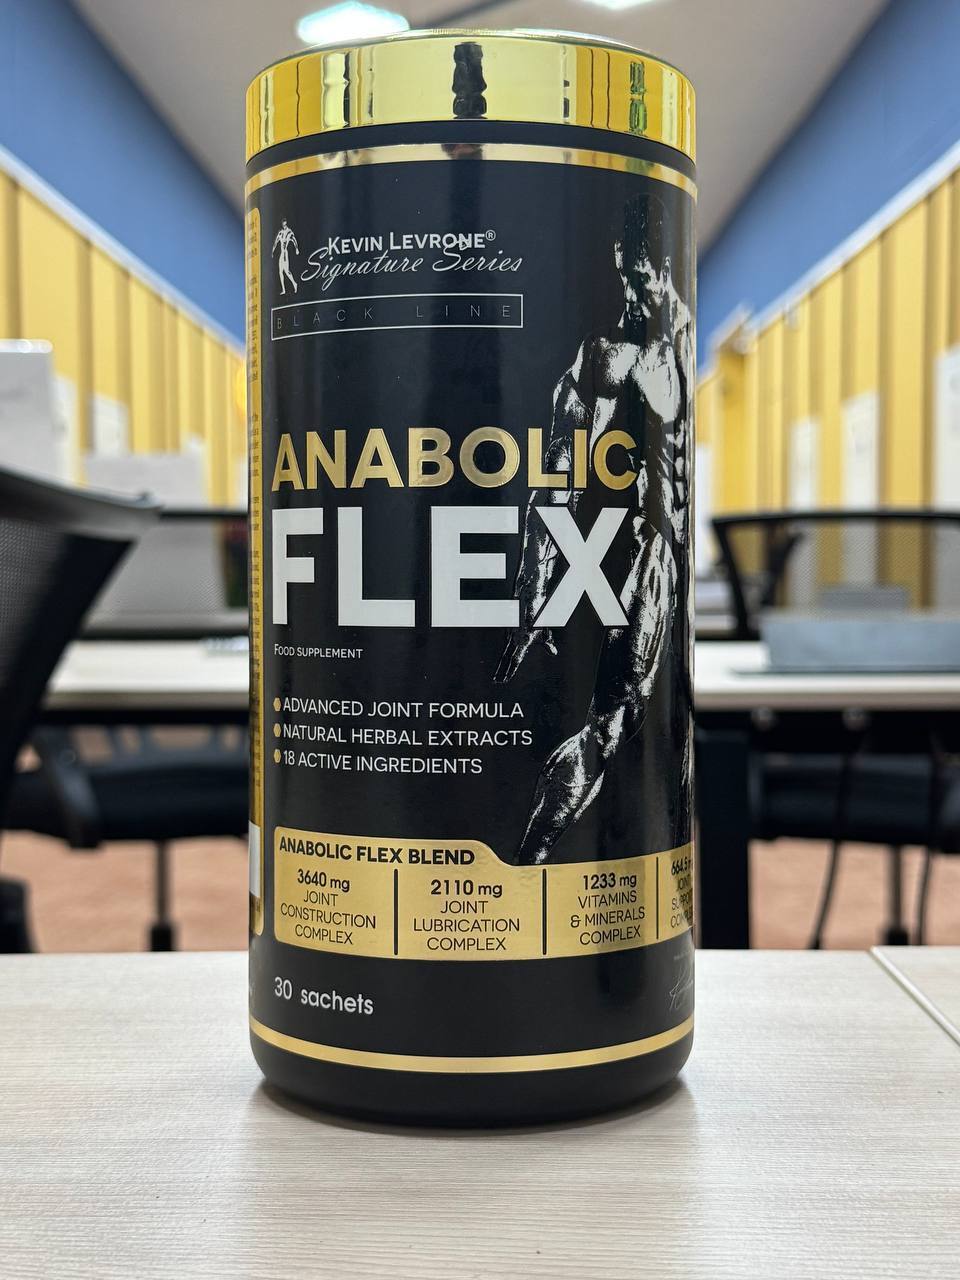 KEVIN LEVRONE®
Signature Series
BLACK LINE
ANABOLIC
FLEX
FOOD SUPPLEMENT
ADVANCED JOINT FORMULA
NATURAL HERBAL EXTRACTS
18 ACTIVE INGREDIENTS
ANABOLIC FLEX BLEND
3640 mg
JOINT
CONSTRUCTION
COMPLEX
2110 mg
JOINT
LUBRICATION
COMPLEX
1233 mg
VITAMINS
& MINERALS
COMPLEX
664.5
30 sachets